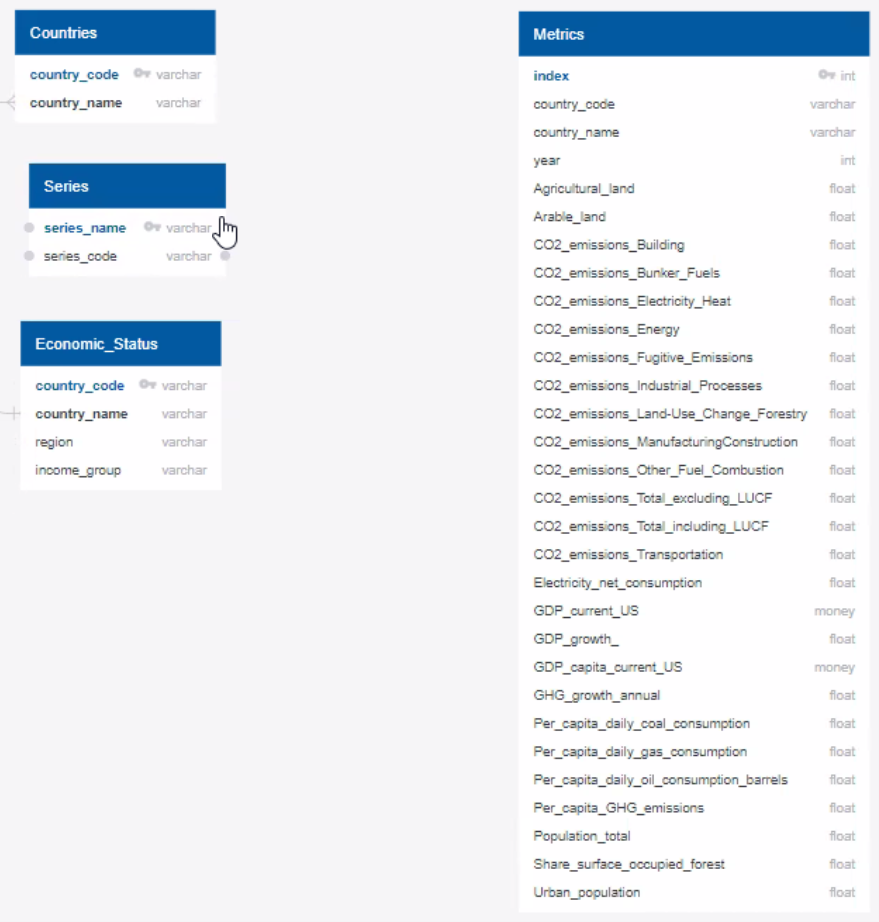 Countries
country_code varchar
country_name varchar
Series
series_name varchar
series_code varchar
Economic_Status
country_code varchar
country_name varchar
region varchar
income_group varchar
Metrics
index int
country_code varchar
country_name varchar
year int
Agricultural_land float
Arable_land float
CO2_emissions_Building float
CO2_emissions_Bunker_Fuels float
CO2_emissions_Electricity_Heat float
CO2_emissions_Energy float
CO2_emissions_Fugitive_Emissions float
CO2_emissions_Industrial_Processes float
CO2_emissions_Land-Use_Change_Forestry float
CO2_emissions_ManufacturingConstruction float
CO2_emissions_Other_Fuel_Combustion float
CO2_emissions_Total_excluding_LUCF float
CO2_emissions_Total_including_LUCF float
CO2_emissions_Transportation float
Electricity_net_consumption float
GDP_current_US money
GDP_growth_ float
GDP_capita_current_US money
GHG_growth_annual float
Per_capita_daily_coal_consumption float
Per_capita_daily_gas_consumption float
Per_capita_daily_oil_consumption_barrels float
Per_capita_GHG_emissions float
Population_total float
Share_surface_occupied_forest float
Urban_population float